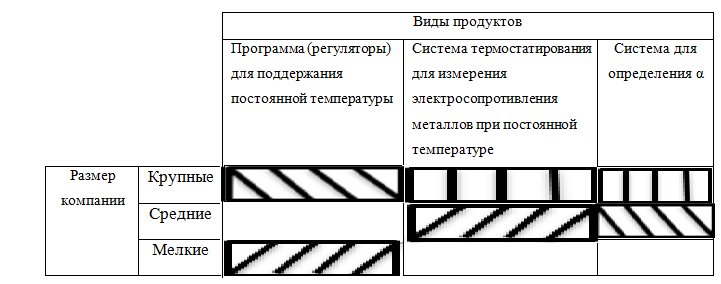 Виды продуктов
Программа (регуляторы)
для поддержания
постоянной температуры
Система термостатирования
для измерения
электросопротивления
металлов при постоянной
температуре
Система для
определения α
Размер
компании
Крупные
Средние
Мелкие